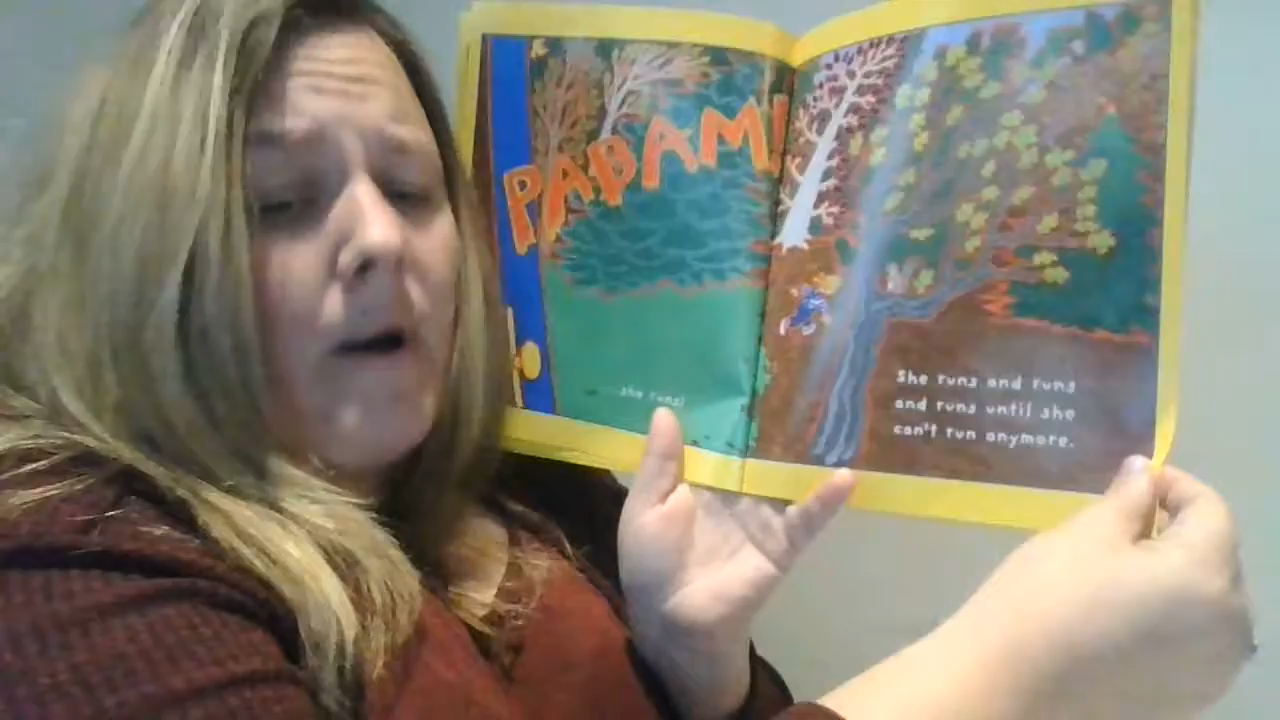 PABAM!
she runs!
She runs and runs
and runs until she
can't run anymore.